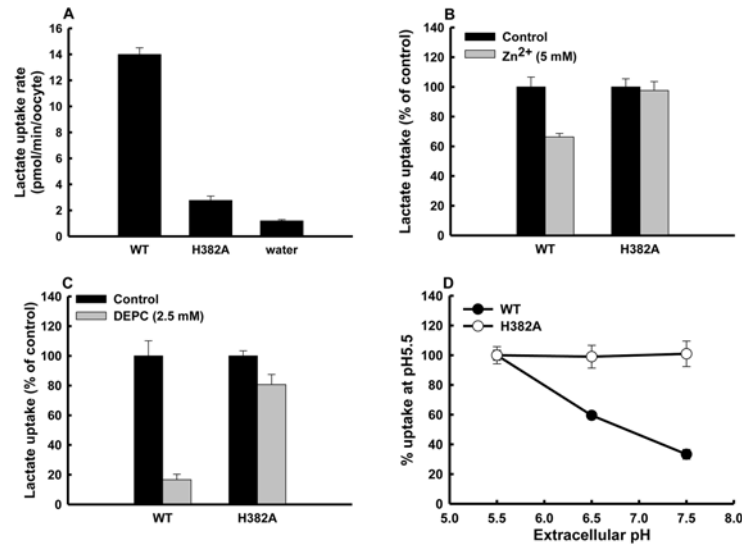 A
Lactate uptake rate
(pmol/min/oocyte)
16
14
12
10
8
6
4
2
0
WT H382A water
B
Control
Zn²⁺ (5 mM)
Lactate uptake (% of control)
140
120
100
80
60
40
20
0
WT H382A
C
Control
DEPC (2.5 mM)
Lactate uptake (% of control)
140
120
100
80
60
40
20
0
WT H382A
D
WT
H382A
% uptake at pH5.5
140
120
100
80
60
40
20
0
5.0 5.5 6.0 6.5 7.0 7.5 8.0
Extracellular pH